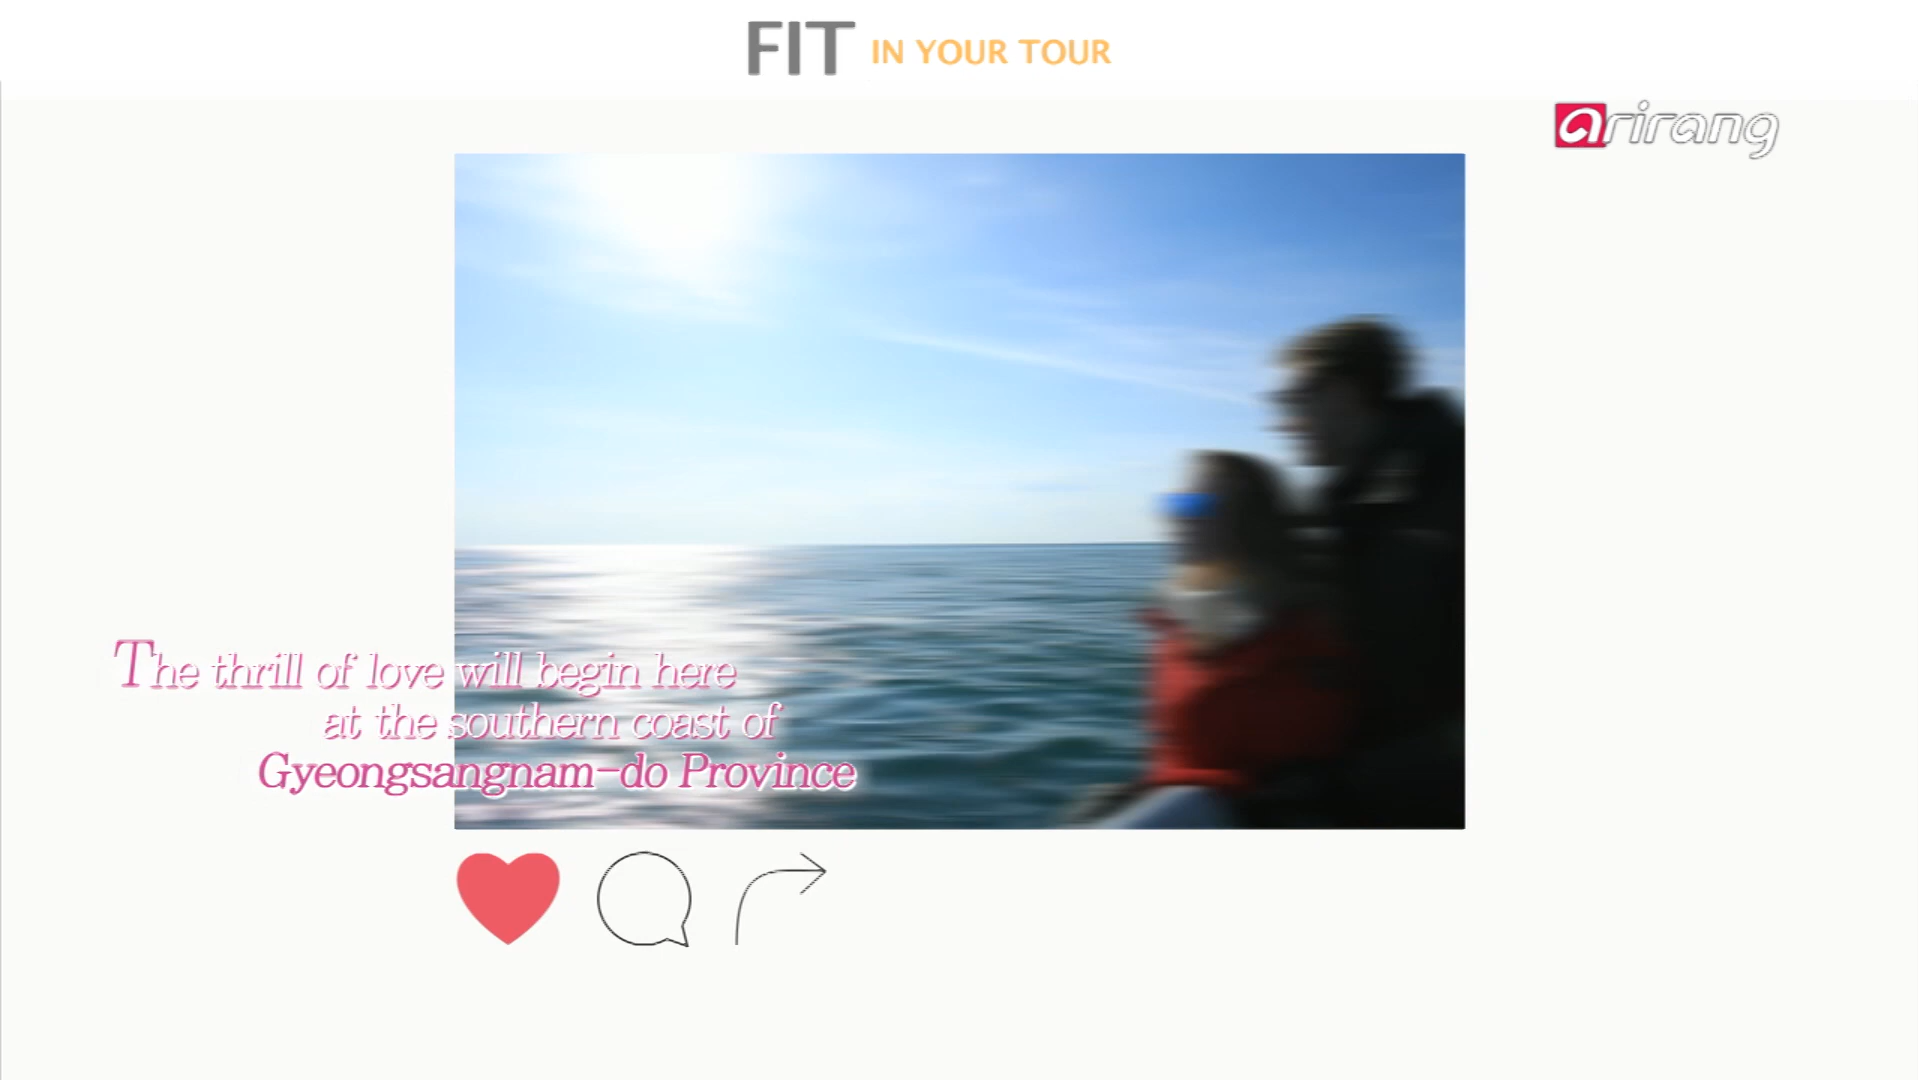 FIT IN YOUR TOUR
arirang
The thrill of love will begin here
at the southern coast of
Gyeongsangnam-do Province